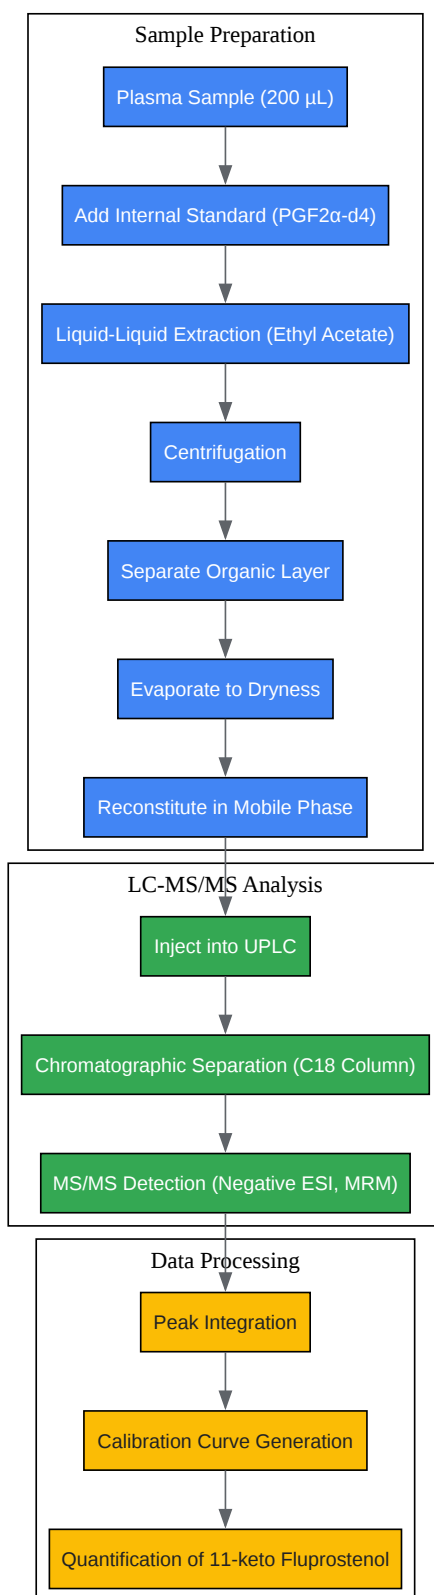 Sample Preparation
Plasma Sample (200 µL)
Add Internal Standard (PGF2α-d4)
Liquid-Liquid Extraction (Ethyl Acetate)
Centrifugation
Separate Organic Layer
Evaporate to Dryness
Reconstitute in Mobile Phase
LC-MS/MS Analysis
Inject into UPLC
Chromatographic Separation (C18 Column)
MS/MS Detection (Negative ESI, MRM)
Data Processing
Peak Integration
Calibration Curve Generation
Quantification of 11-keto Fluprostenol